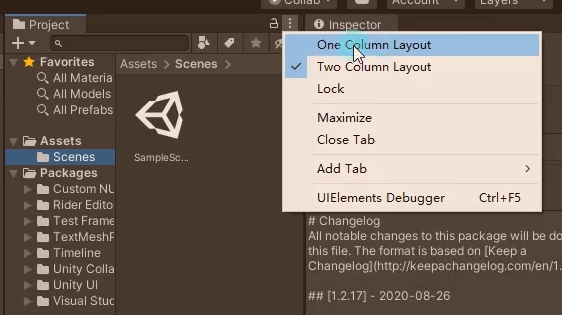 Collab
Account
Layers
Project
Inspector
Favorites
All Materia
All Models
All Prefabs
Assets
Scenes
Packages
Custom NU
Rider Edito
Test Frame
TextMeshP
Timeline
Unity Colla
Unity UI
Visual Stud
Assets > Scenes >
SampleSc...
One Column Layout
Two Column Layout
Lock
Maximize
Close Tab
Add Tab
UIElements Debugger Ctrl+F5
# Changelog
All notable changes to this package will be do
this file. The format is based on [Keep a
Changelog](http://keepachangelog.com/en/1.
## [1.2.17] - 2020-08-26